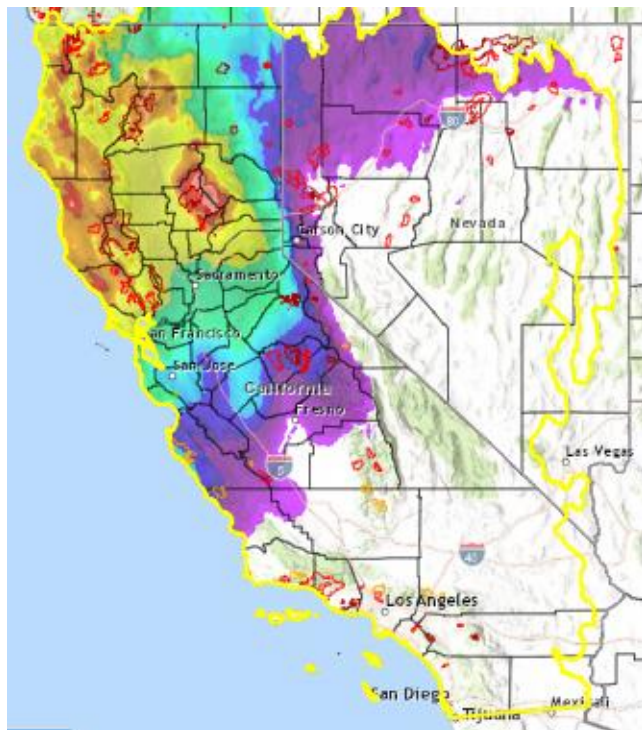 80
Carson City
Nevada
Sacramento
an Francisco
San Jose
California
Fresno
5
Las Vegas
40
Los Angeles
San Diego
Tijuana
Mexicali